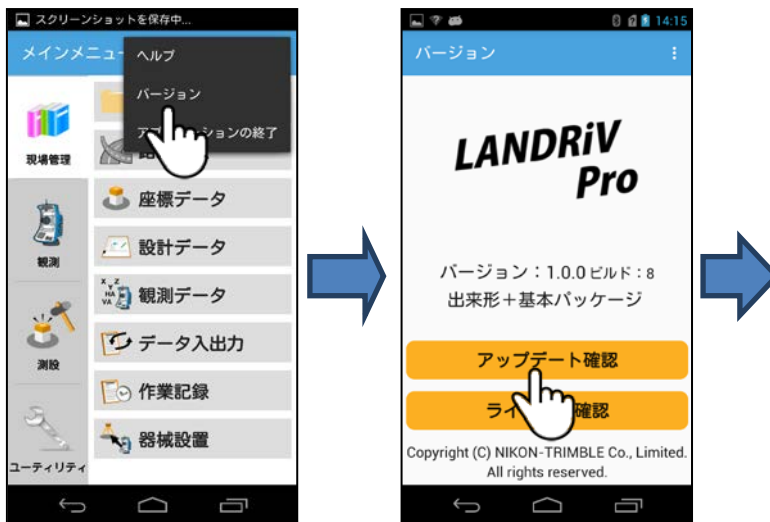 スクリーンショットを保存中...
メインメニュー
ヘルプ
バージョン
ションの終了
現場管理
観測
測設
ユーティリティ
座標データ
設計データ
X Y Z
HA
VA
観測データ
データ入出力
作業記録
器械設置
14:15
バージョン
LANDRiV
Pro
バージョン：1.0.0 ビルド：8
出来形＋基本パッケージ
アップデート確認
ライ
確認
Copyright (C) NIKON-TRIMBLE Co., Limited.
All rights reserved.